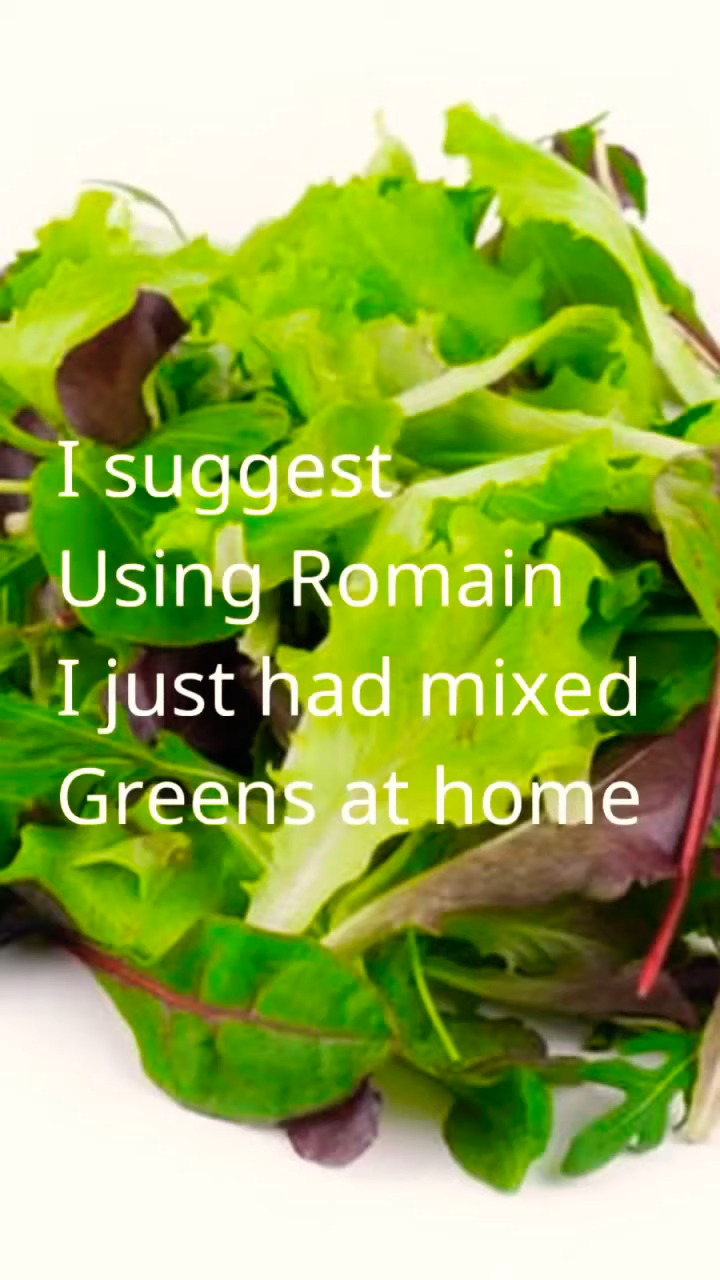 I suggest
Using Romain
I just had mixed
Greens at home